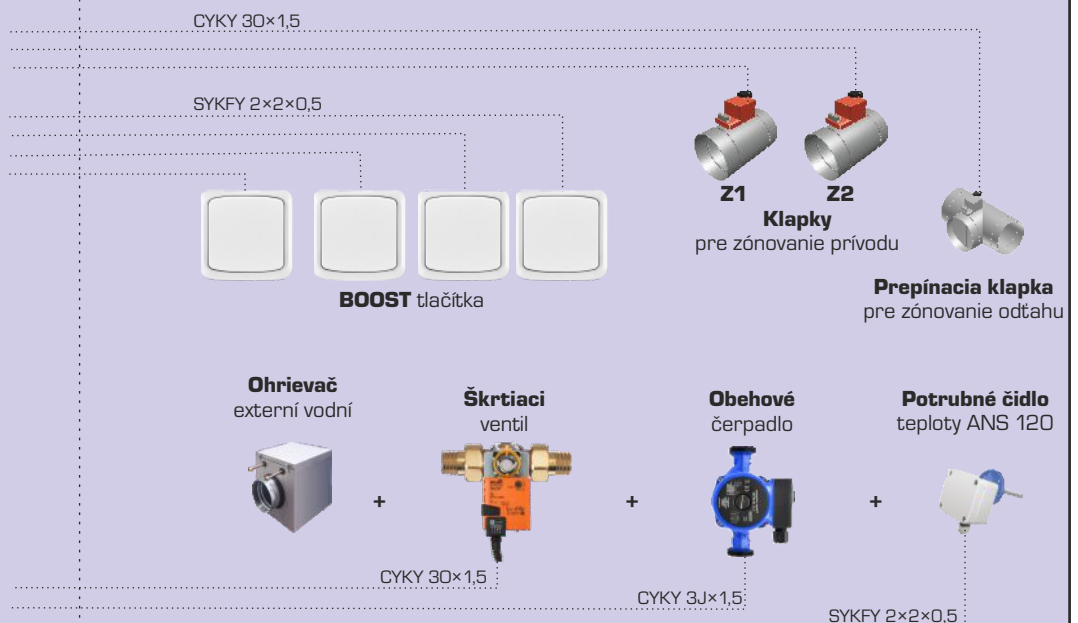 CYKY 3O×1,5
SYKFY 2×2×0,5
Z1
Z2
Klapky
pre zónovanie prívodu
BOOST tlačítka
Prepínacia klapka
pre zónovanie odťahu
Ohrievač
externí vodní
Škrtiaci
ventil
Obehové
čerpadlo
Potrubné čidlo
teploty ANS 120
+
+
+
CYKY 3O×1,5
CYKY 3J×1,5
SYKFY 2×2×0,5